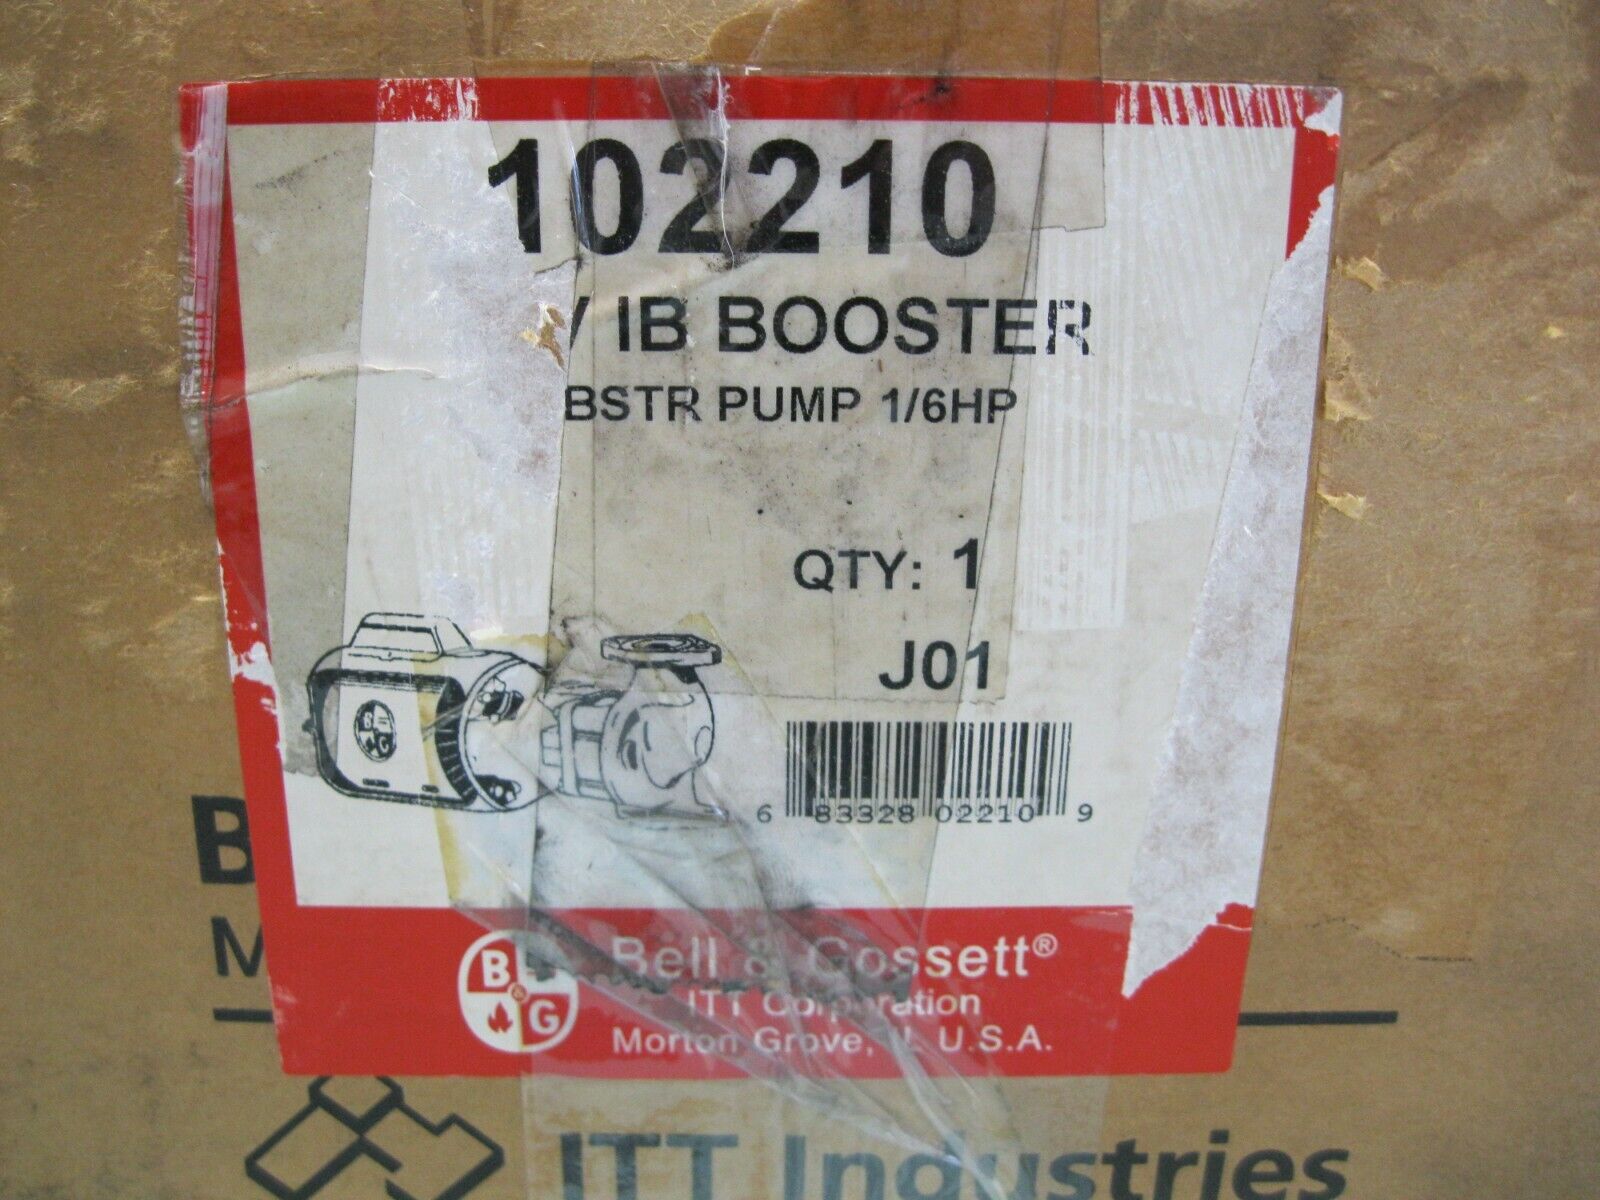 102210
/ IB BOOSTER
BSTR PUMP 1/6HP
QTY: 1
J01
B G
6 83328 02210 9
B
M
B & G
Bell & Gossett®
ITT Corporation
Morton Grove, IL U.S.A.
ITT Industries